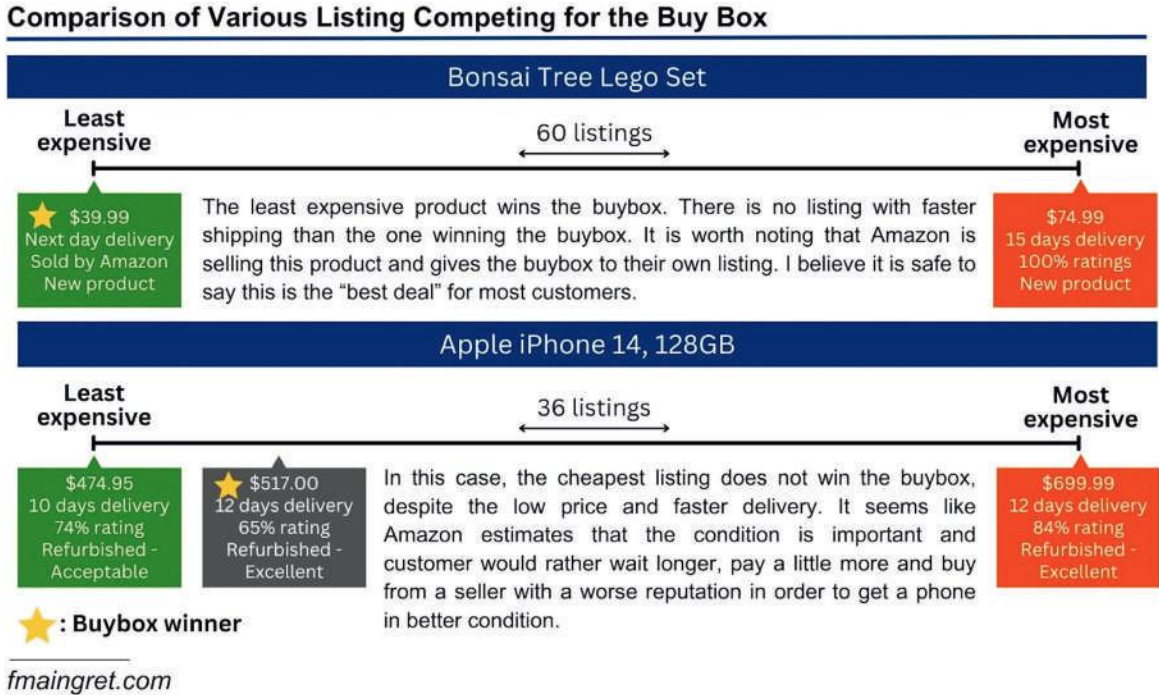 Comparison of Various Listing Competing for the Buy Box
Bonsai Tree Lego Set
Least
expensive
60 listings
Most
expensive
$39.99
Next day delivery
Sold by Amazon
New product
The least expensive product wins the buybox. There is no listing with faster
shipping than the one winning the buybox. It is worth noting that Amazon is
selling this product and gives the buybox to their own listing. I believe it is safe to
say this is the “best deal” for most customers.
$74.99
15 days delivery
100% ratings
New product
Apple iPhone 14, 128GB
Least
expensive
36 listings
Most
expensive
$474.95
10 days delivery
74% rating
Refurbished -
Acceptable
$517.00
12 days delivery
65% rating
Refurbished -
Excellent
In this case, the cheapest listing does not win the buybox,
despite the low price and faster delivery. It seems like
Amazon estimates that the condition is important and
customer would rather wait longer, pay a little more and buy
from a seller with a worse reputation in order to get a phone
in better condition.
$699.99
12 days delivery
84% rating
Refurbished -
Excellent
: Buybox winner
fmaingret.com